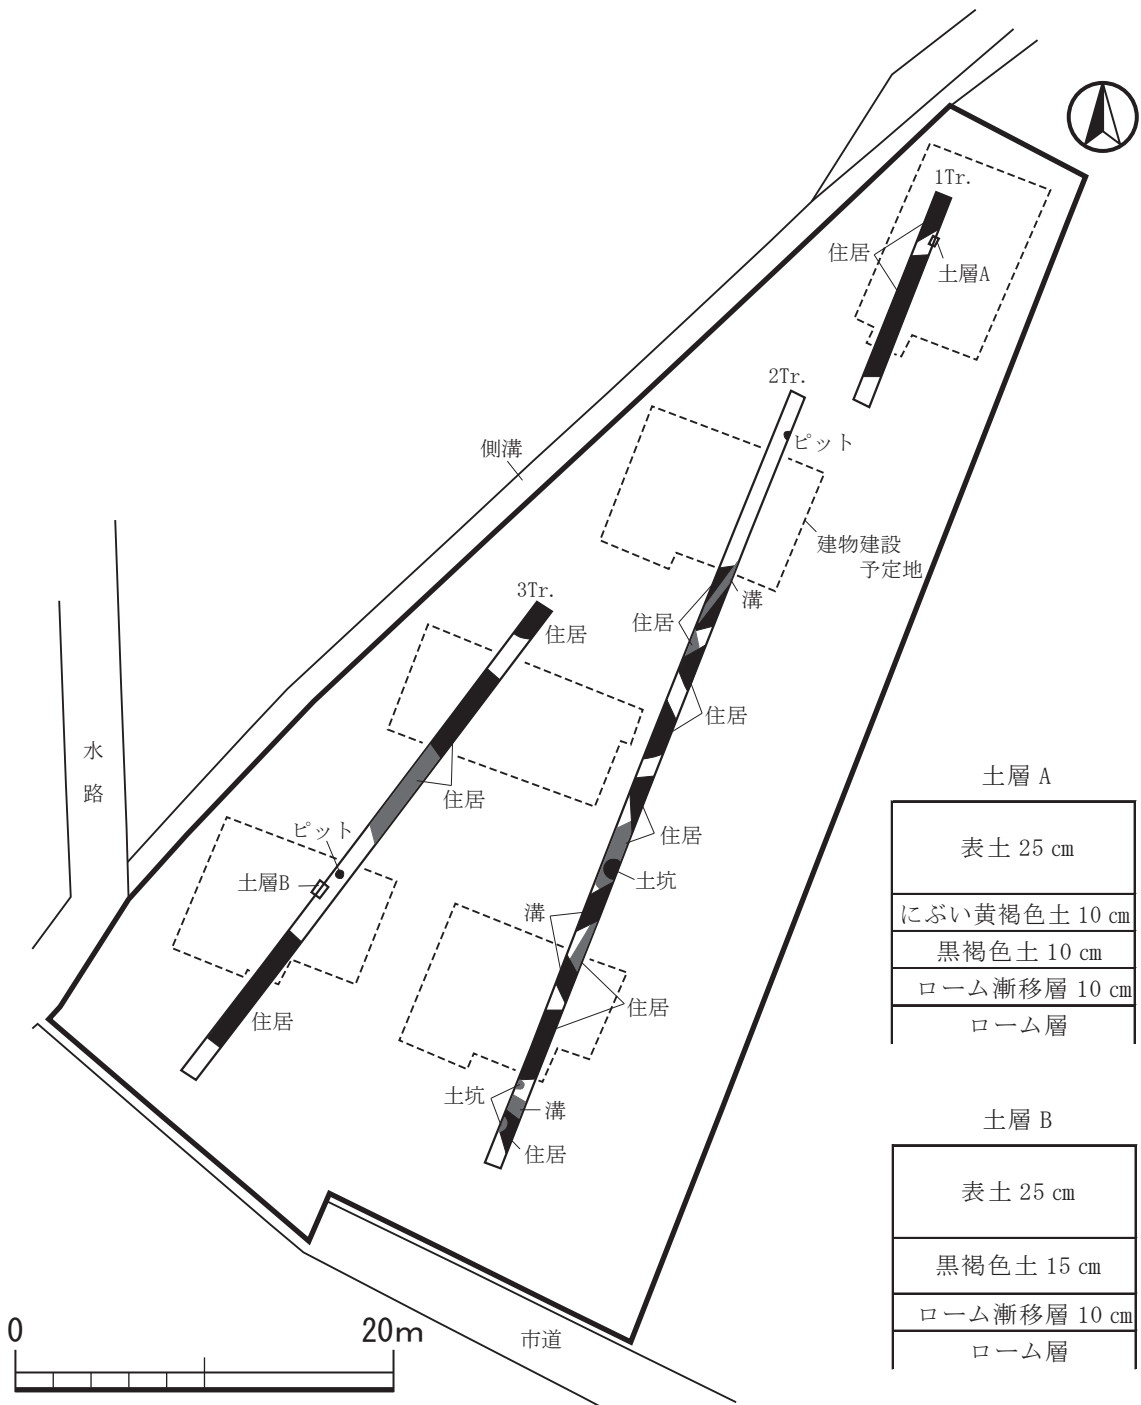 1Tr.
住居
土層A
2Tr.
ピット
側溝
建物建設
予定地
3Tr.
溝
住居
住居
住居
水
路
住居
土層 A
表土 25 cm
にぶい黄褐色土 10 cm
黒褐色土 10 cm
ローム漸移層 10 cm
ローム層
ピット
土層B
住居
土坑
溝
住居
住居
土坑
溝
住居
土層 B
表土 25 cm
黒褐色土 15 cm
ローム漸移層 10 cm
ローム層
0
20m
市道